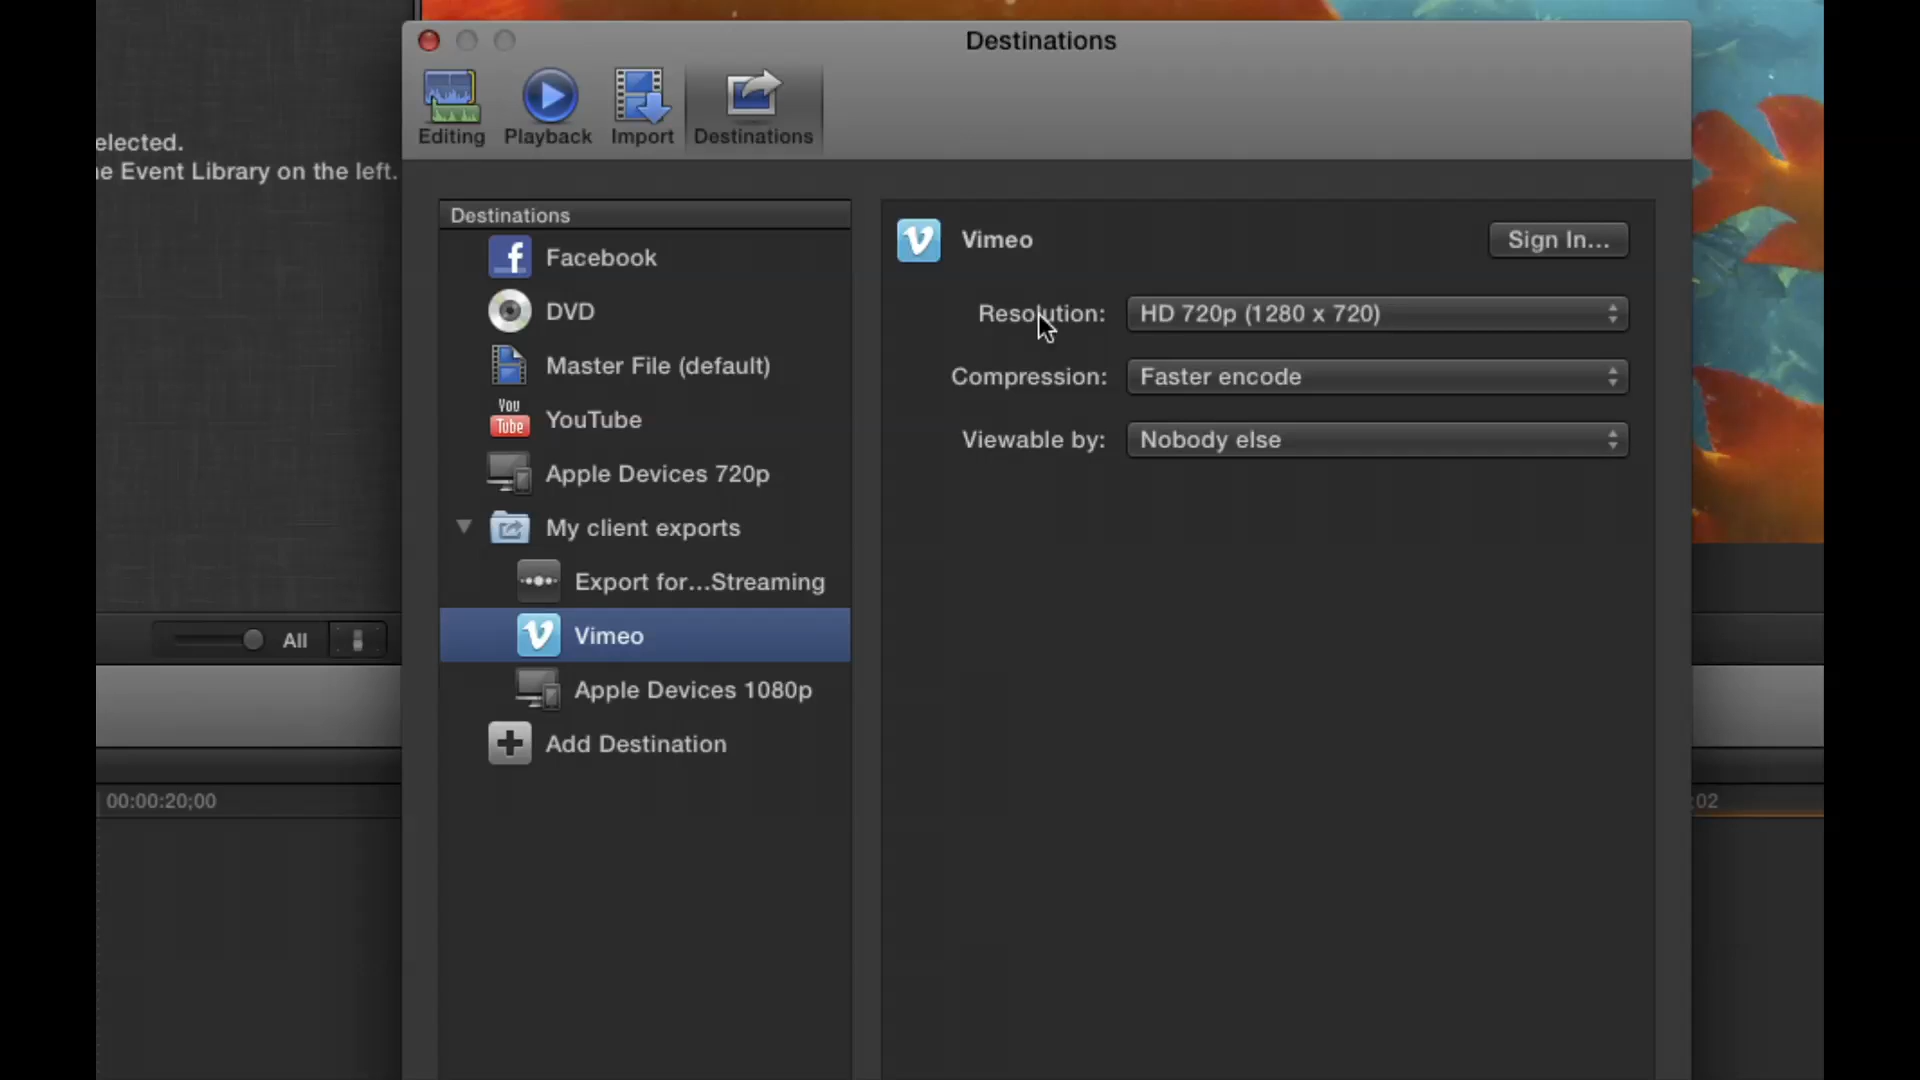 Destinations
Editing
Playback
Import
Destinations
elected.
e Event Library on the left.
Destinations
Facebook
DVD
Master File (default)
You
Tube
YouTube
Apple Devices 720p
My client exports
Export for...Streaming
Vimeo
Apple Devices 1080p
Add Destination
Vimeo
Sign In...
Resolution:
HD 720p (1280 x 720)
Compression:
Faster encode
Viewable by:
Nobody else
All
00:00:20;00
:02